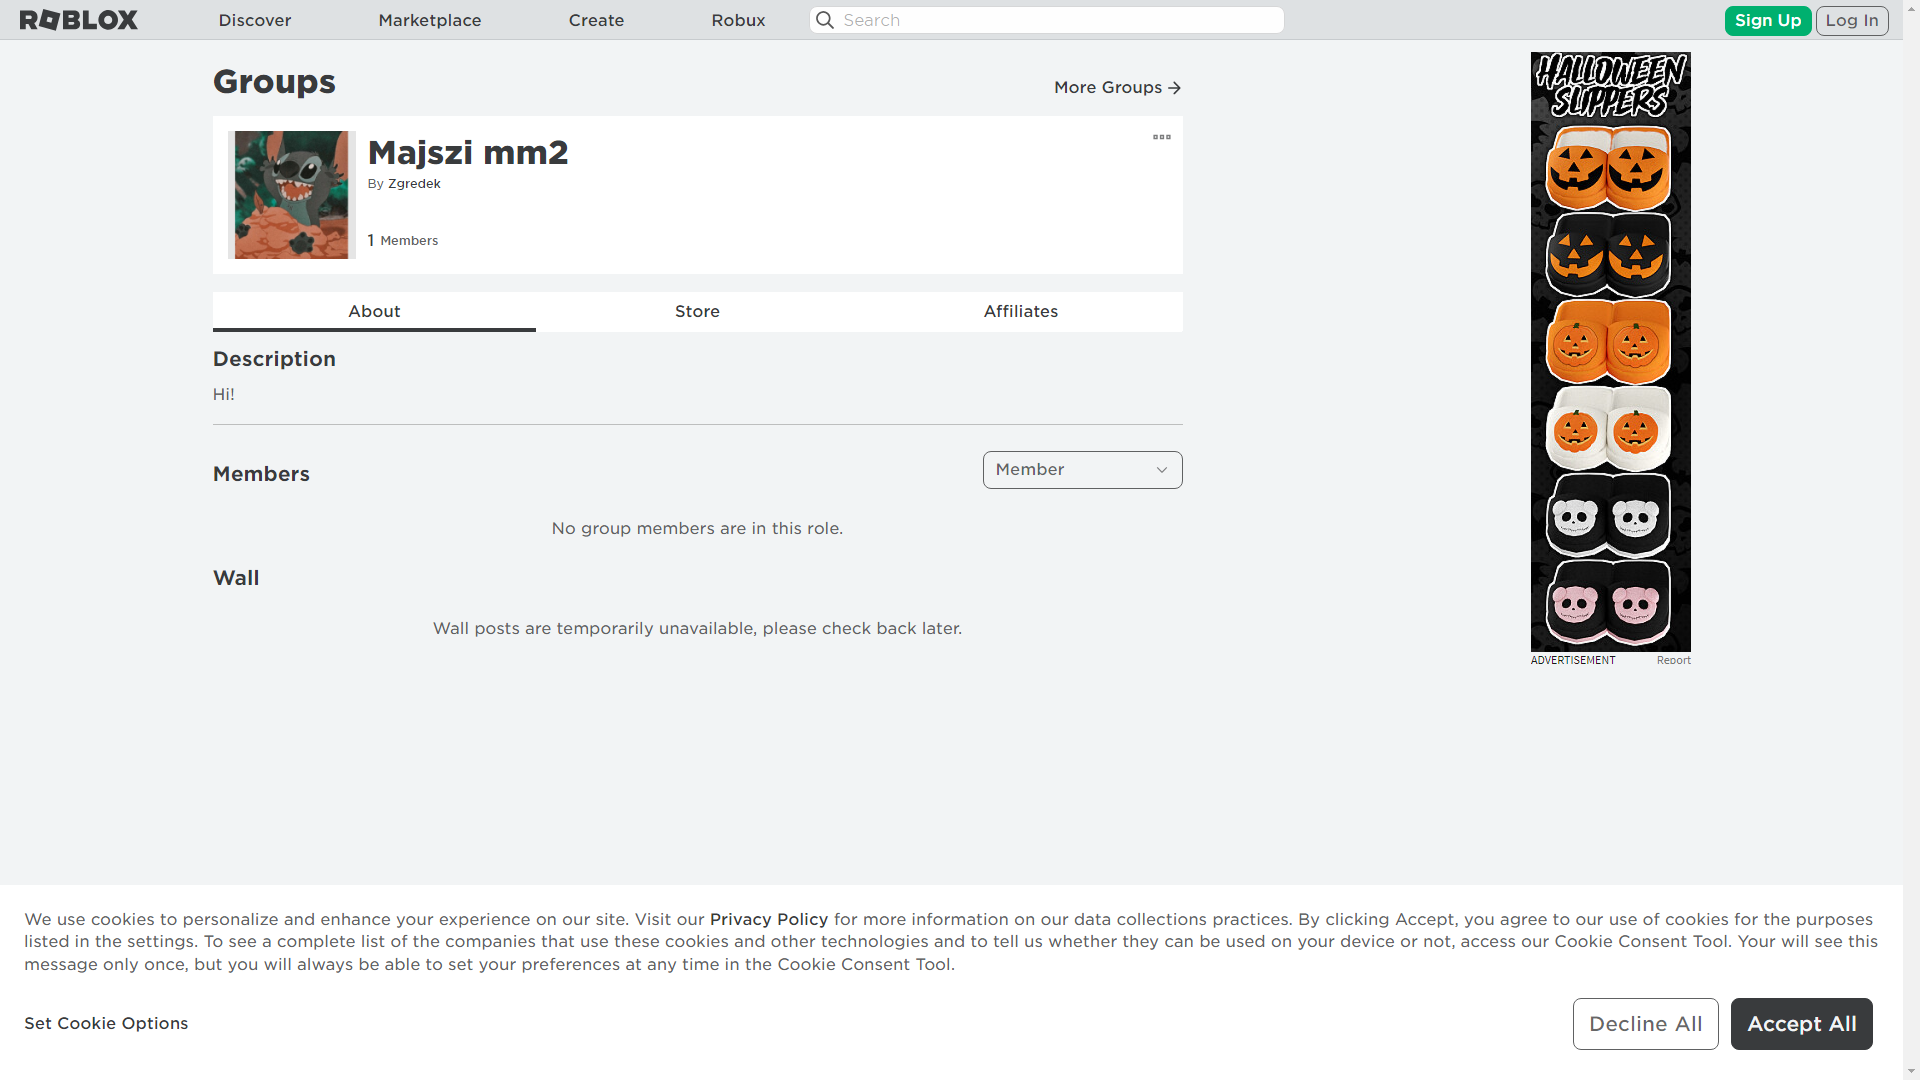 ROBLOX
Discover
Marketplace
Create
Robux
Search
Sign Up
Log In
Groups
More Groups
Majszi mm2
By Zgredek
1 Members
About
Store
Affiliates
Description
Hi!
Members
Member
No group members are in this role.
Wall
Wall posts are temporarily unavailable, please check back later.
HALLOWEEN
SLIPPERS
ADVERTISEMENT
Report
We use cookies to personalize and enhance your experience on our site. Visit our Privacy Policy for more information on our data collections practices. By clicking Accept, you agree to our use of cookies for the purposes
listed in the settings. To see a complete list of the companies that use these cookies and other technologies and to tell us whether they can be used on your device or not, access our Cookie Consent Tool. Your will see this
message only once, but you will always be able to set your preferences at any time in the Cookie Consent Tool.
Set Cookie Options
Decline All
Accept All